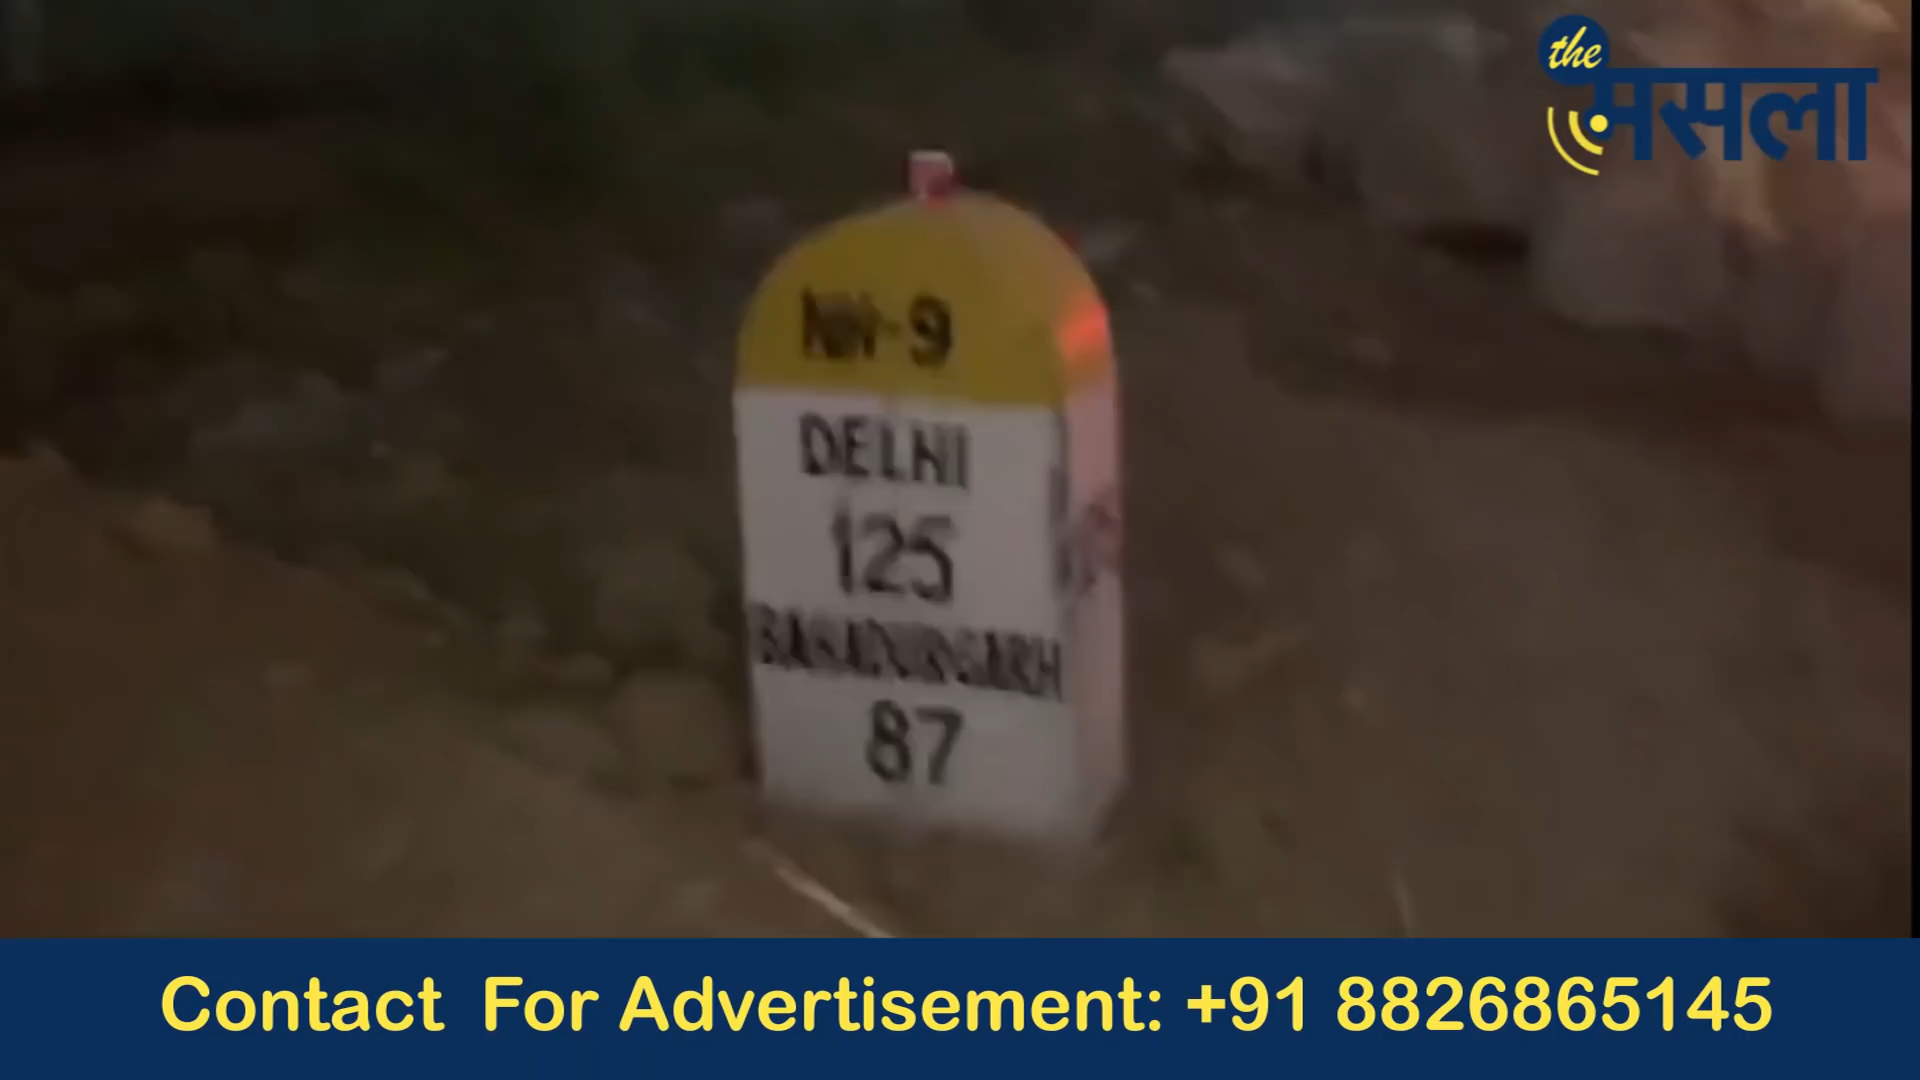 the
मसला
NH-9
DELHI
125
BAHADURGARH
87
Contact For Advertisement: +91 8826865145